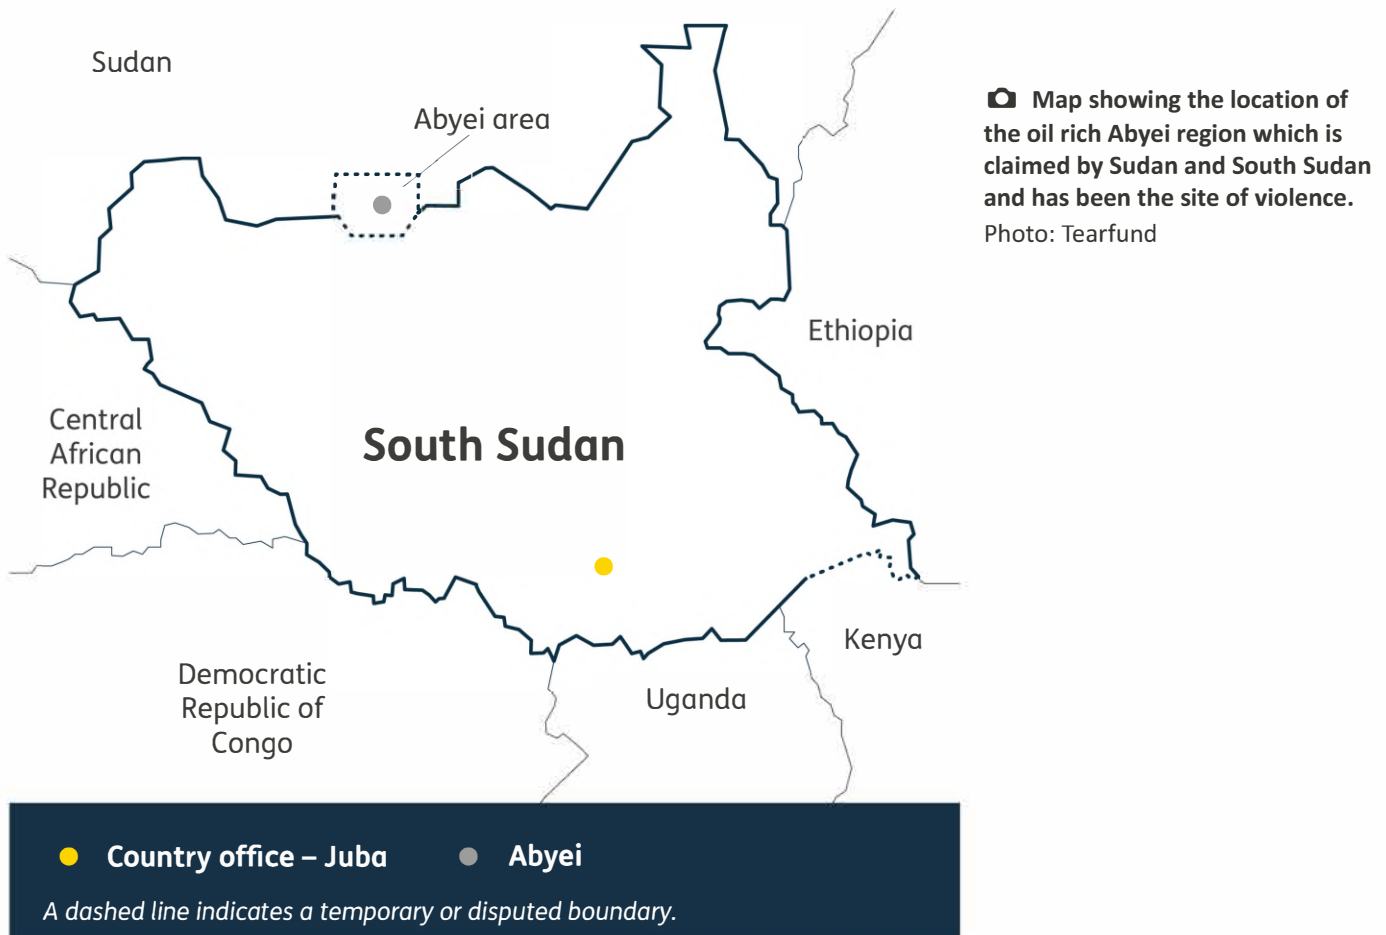 Sudan
Abyei area
Map showing the location of
the oil rich Abyei region which is
claimed by Sudan and South Sudan
and has been the site of violence.
Photo: Tearfund
Ethiopia
Central
African
Republic
South Sudan
Kenya
Democratic
Republic of
Congo
Uganda
Country office – Juba
Abyei
A dashed line indicates a temporary or disputed boundary.